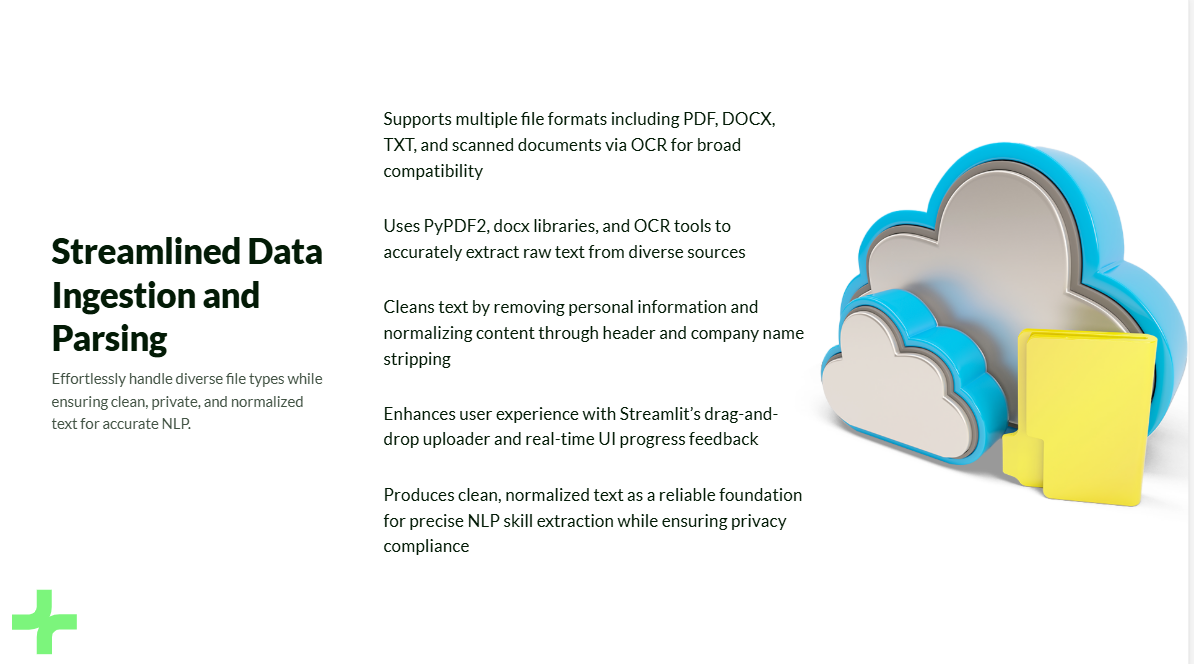 Streamlined Data
Ingestion and
Parsing
Effortlessly handle diverse file types while
ensuring clean, private, and normalized
text for accurate NLP.
Supports multiple file formats including PDF, DOCX,
TXT, and scanned documents via OCR for broad
compatibility
Uses PyPDF2, docx libraries, and OCR tools to
accurately extract raw text from diverse sources
Cleans text by removing personal information and
normalizing content through header and company name
stripping
Enhances user experience with Streamlit’s drag-and-
drop uploader and real-time UI progress feedback
Produces clean, normalized text as a reliable foundation
for precise NLP skill extraction while ensuring privacy
compliance